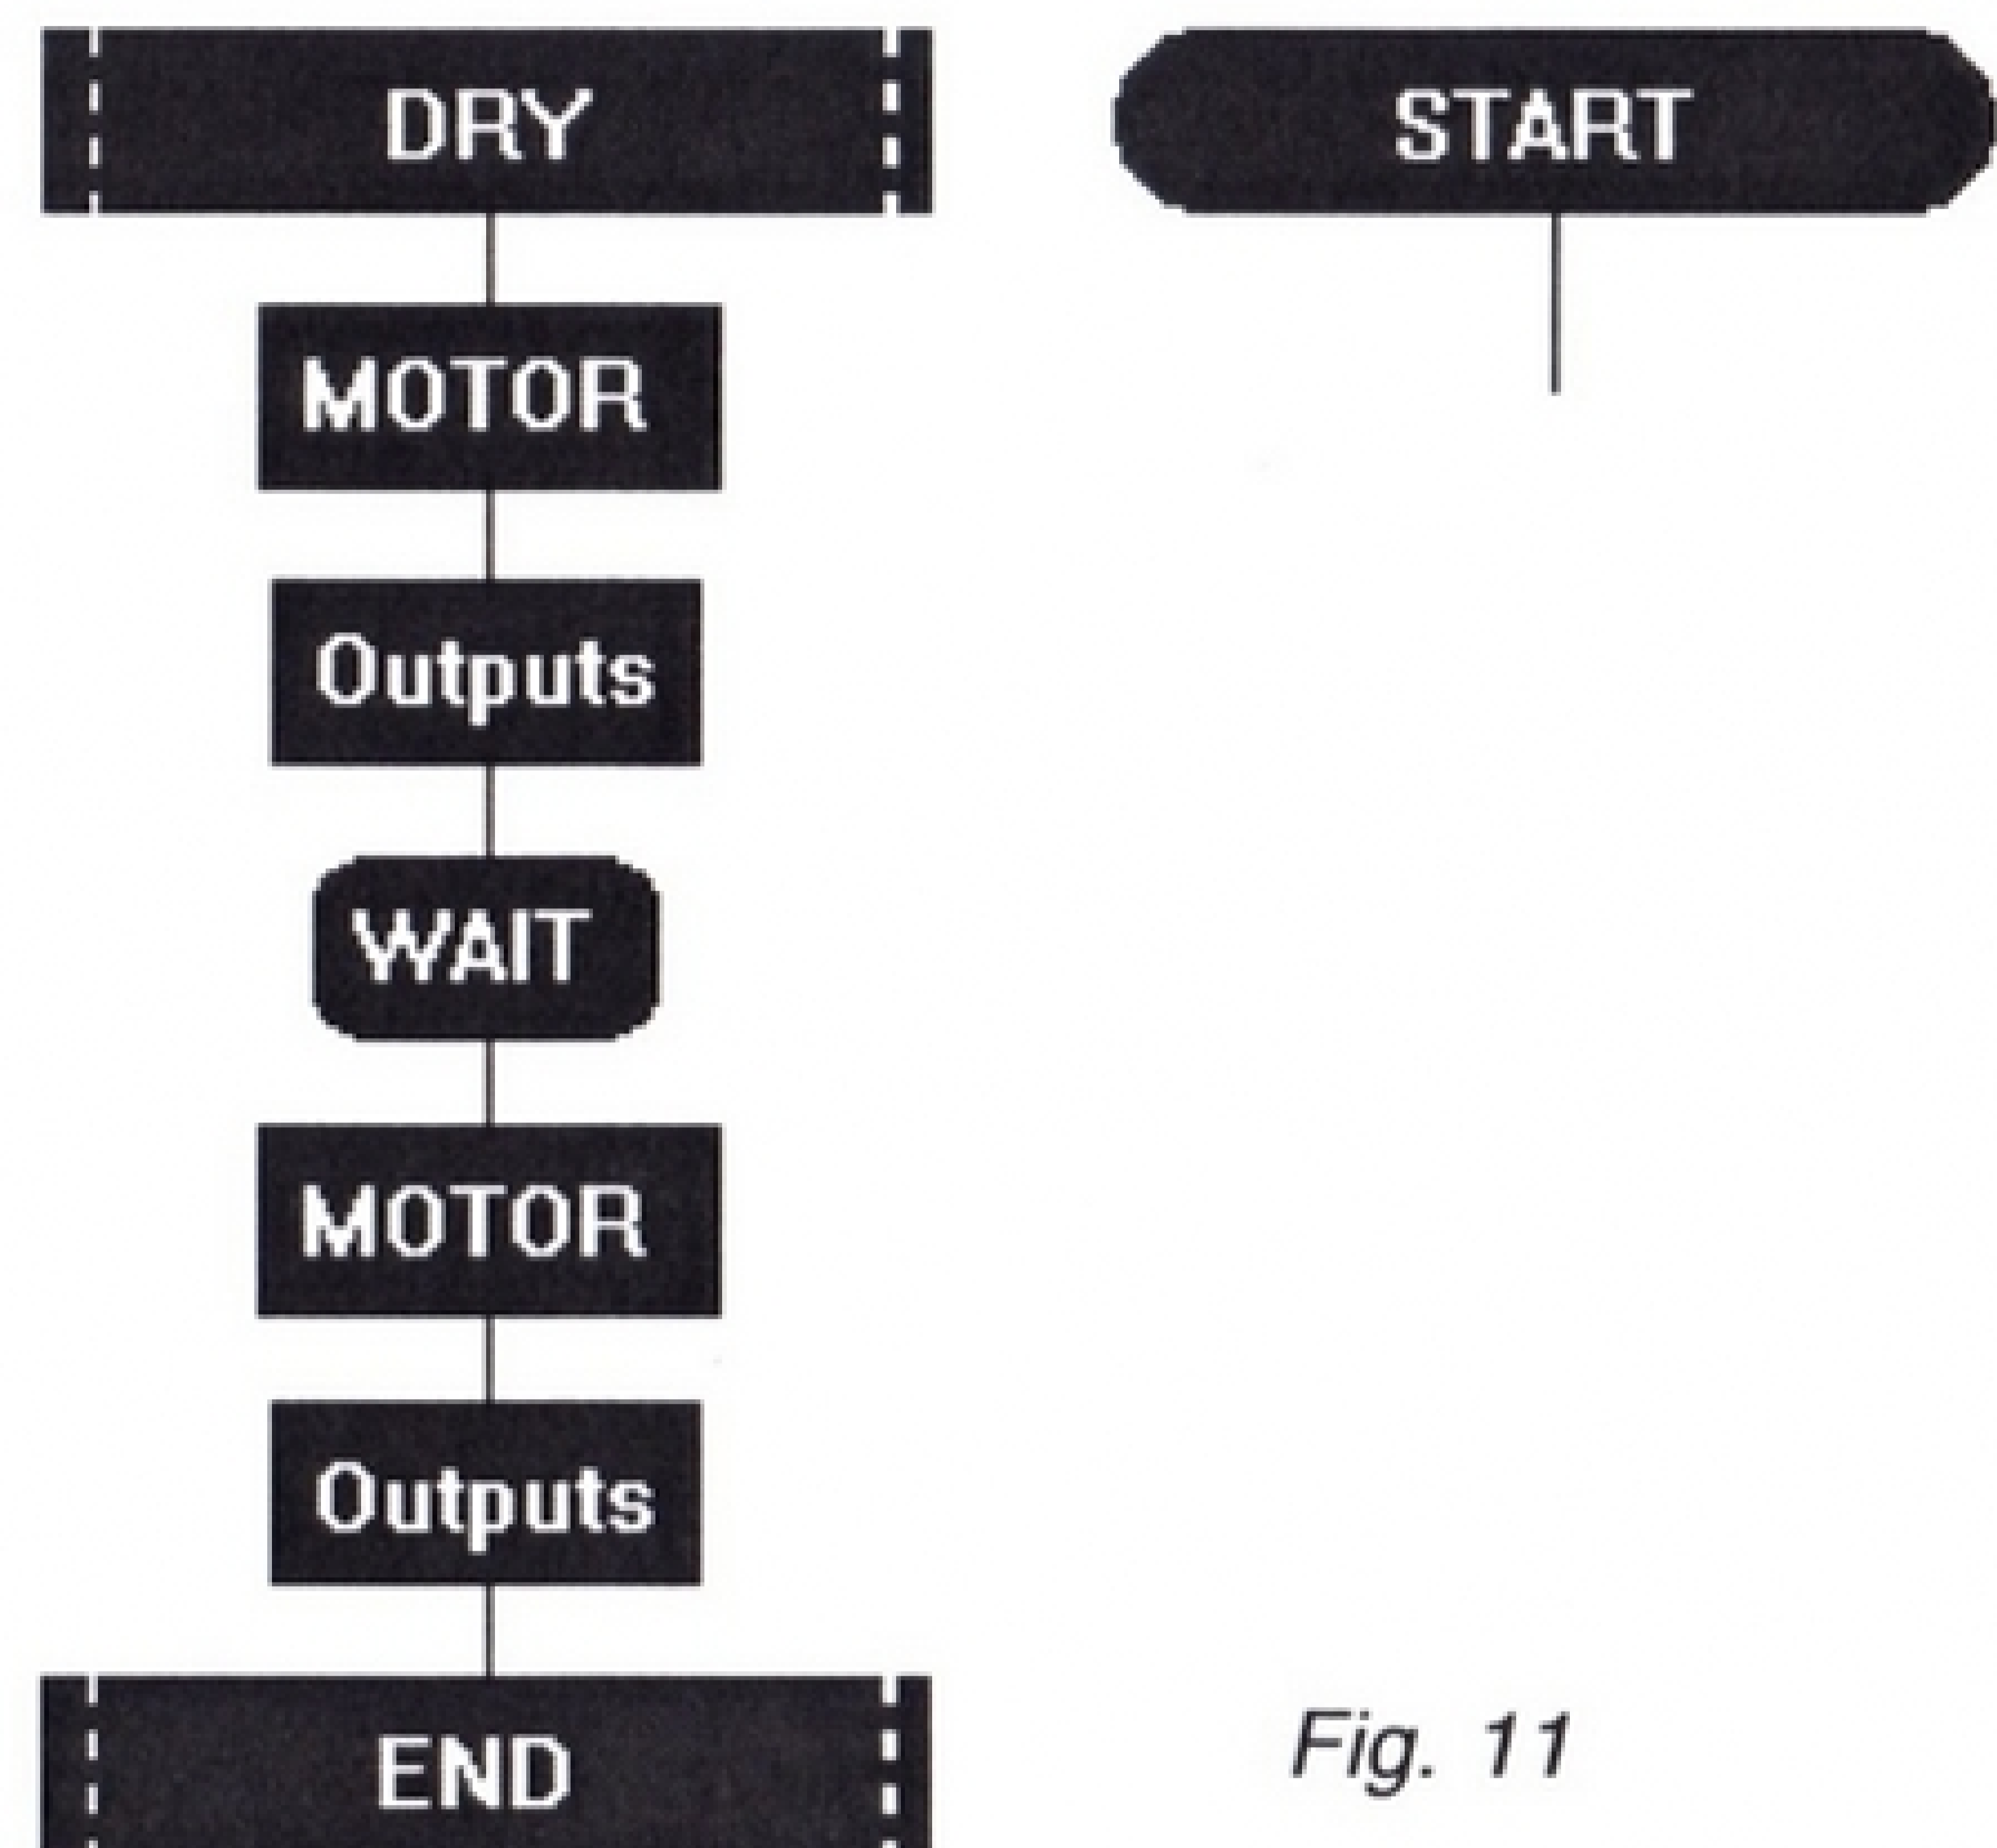 DRY
START
MOTOR
Outputs
WAIT
MOTOR
Outputs
END
Fig. 11